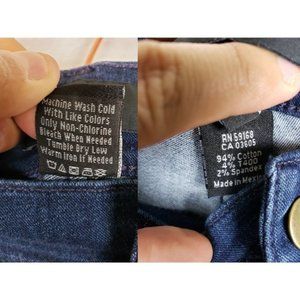 Machine Wash Cold
With Like Colors
Only Non-Chlorine
Bleach When Needed
Tumble Dry Low
Warm Iron If Needed
RN 59169
CA 03605
94% Cotton
4% T400
2% Spandex
Made in Mexico